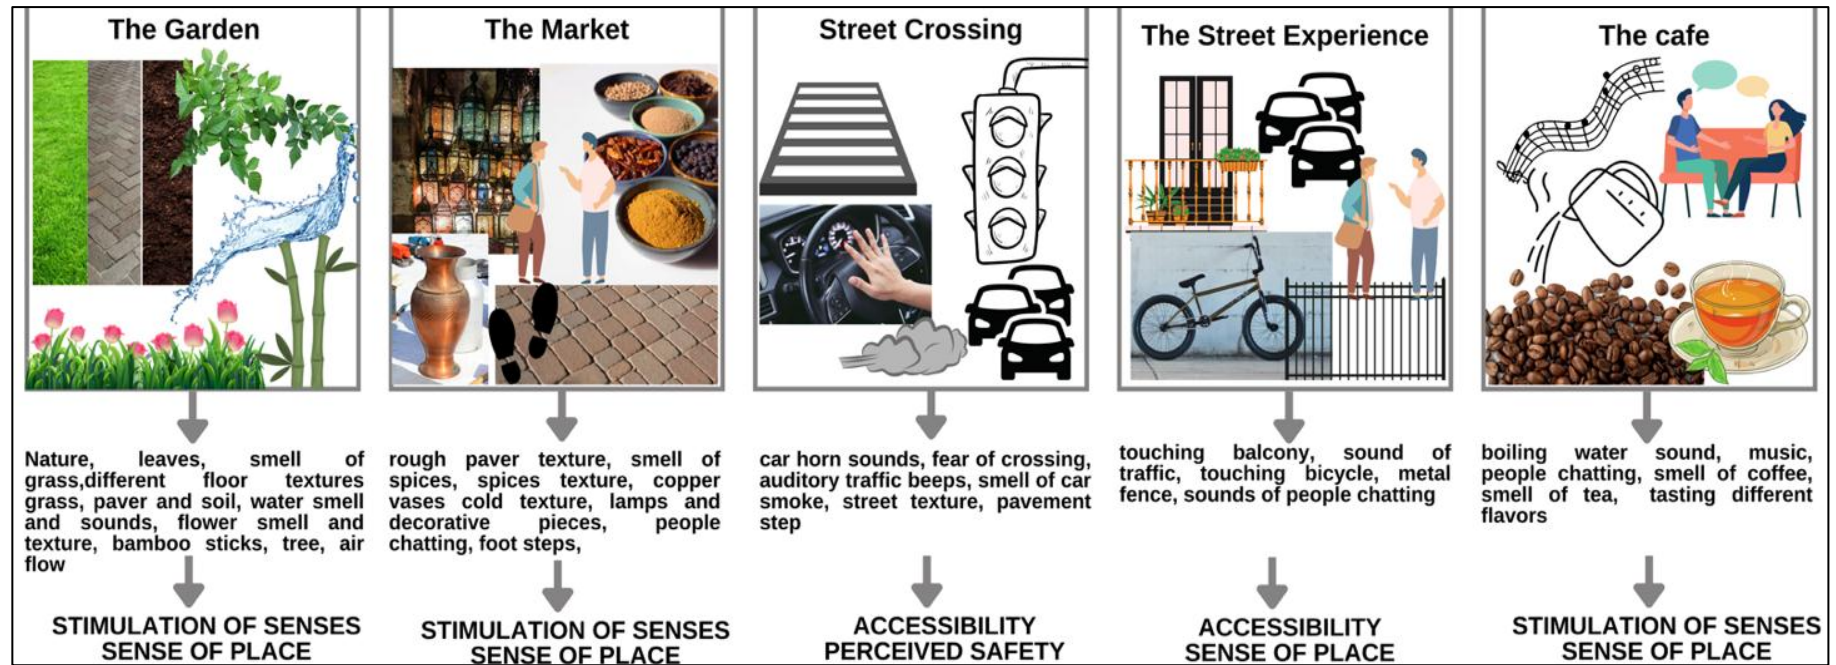 The Garden
Nature, leaves, smell of
grass,different floor textures
grass, paver and soil, water smell
and sounds, flower smell and
texture, bamboo sticks, tree, air
flow
STIMULATION OF SENSES
SENSE OF PLACE
The Market
rough paver texture, smell of
spices, spices texture, copper
vases cold texture, lamps and
decorative pieces, people
chatting, foot steps,
STIMULATION OF SENSES
SENSE OF PLACE
Street Crossing
car horn sounds, fear of crossing,
auditory traffic beeps, smell of car
smoke, street texture, pavement
step
ACCESSIBILITY
PERCEIVED SAFETY
The Street Experience
touching balcony, sound of
traffic, touching bicycle, metal
fence, sounds of people chatting
ACCESSIBILITY
SENSE OF PLACE
The cafe
boiling water sound, music,
people chatting, smell of coffee,
smell of tea, tasting different
flavors
STIMULATION OF SENSES
SENSE OF PLACE